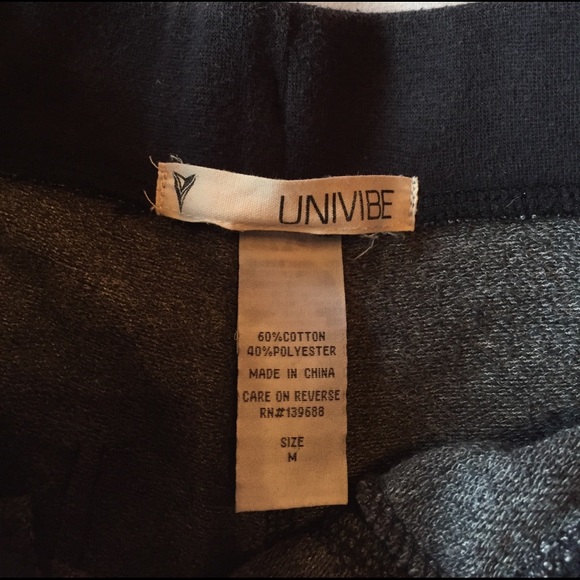 UNIVIBE
60%COTTON
40%POLYESTER
MADE IN CHINA
CARE ON REVERSE
RN#139688
SIZE
M